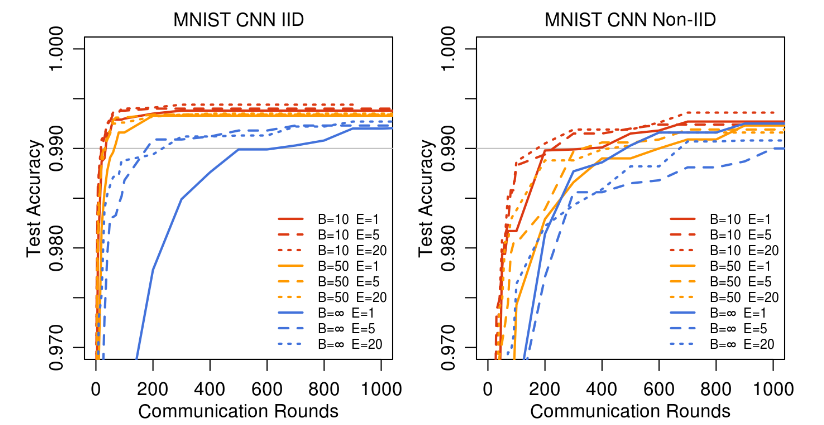 MNIST CNN IID
Test Accuracy
1.000
0.990
0.980
0.970
B=10 E=1
B=10 E=5
B=10 E=20
B=50 E=1
B=50 E=5
B=50 E=20
B=∞ E=1
B=∞ E=5
B=∞ E=20
0 200 400 600 800 1000
Communication Rounds
MNIST CNN Non-IID
Test Accuracy
1.000
0.990
0.980
0.970
B=10 E=1
B=10 E=5
B=10 E=20
B=50 E=1
B=50 E=5
B=50 E=20
B=∞ E=1
B=∞ E=5
B=∞ E=20
0 200 400 600 800 1000
Communication Rounds